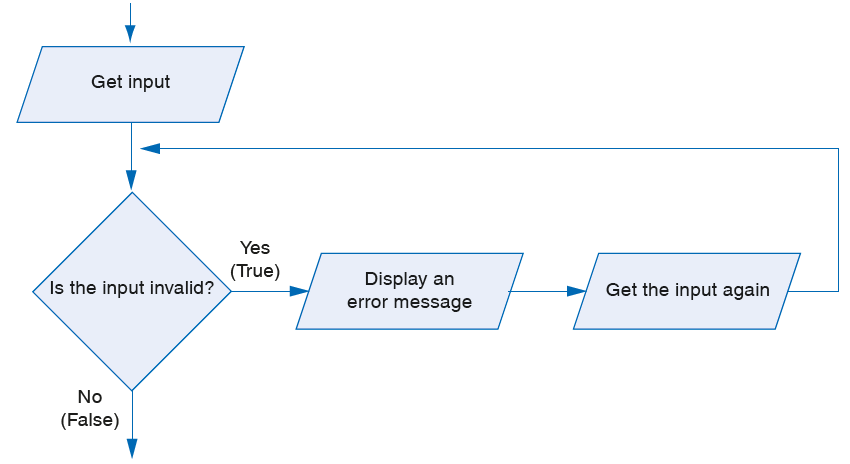 Get input
Is the input invalid?
Yes
(True)
Display an
error message
Get the input again
No
(False)